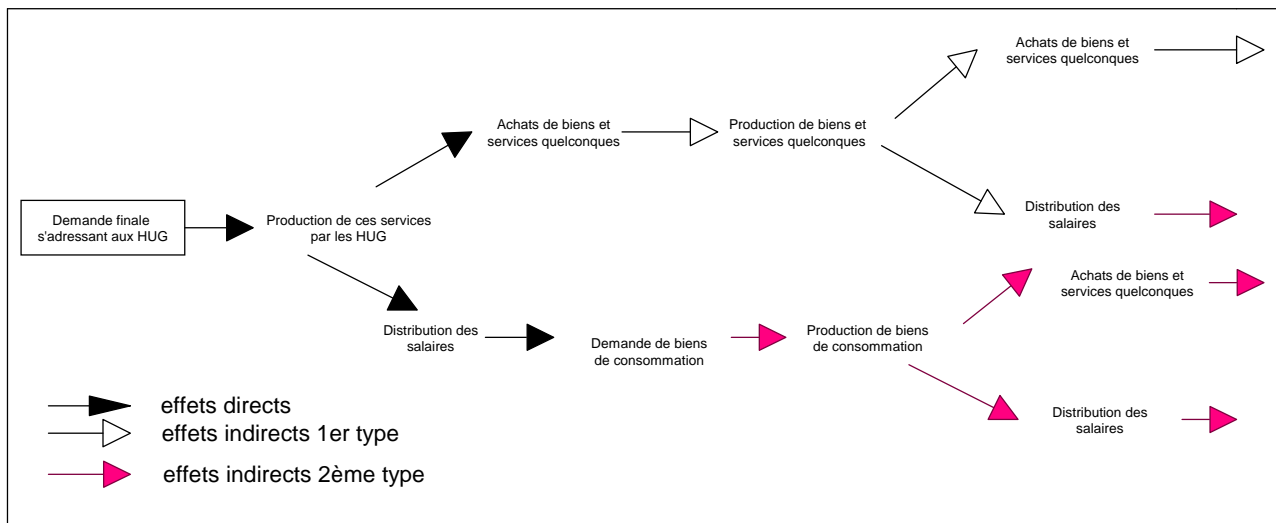 Achats de biens et
services quelconques
Achats de biens et
services quelconques
Production de biens et
services quelconques
Demande finale
s'adressant aux HUG
Production de ces services
par les HUG
Distribution des
salaires
Achats de biens et
services quelconques
Distribution des
salaires
Demande de biens
de consommation
Production de biens
de consommation
Distribution des
salaires
effets directs
effets indirects 1er type
effets indirects 2ème type